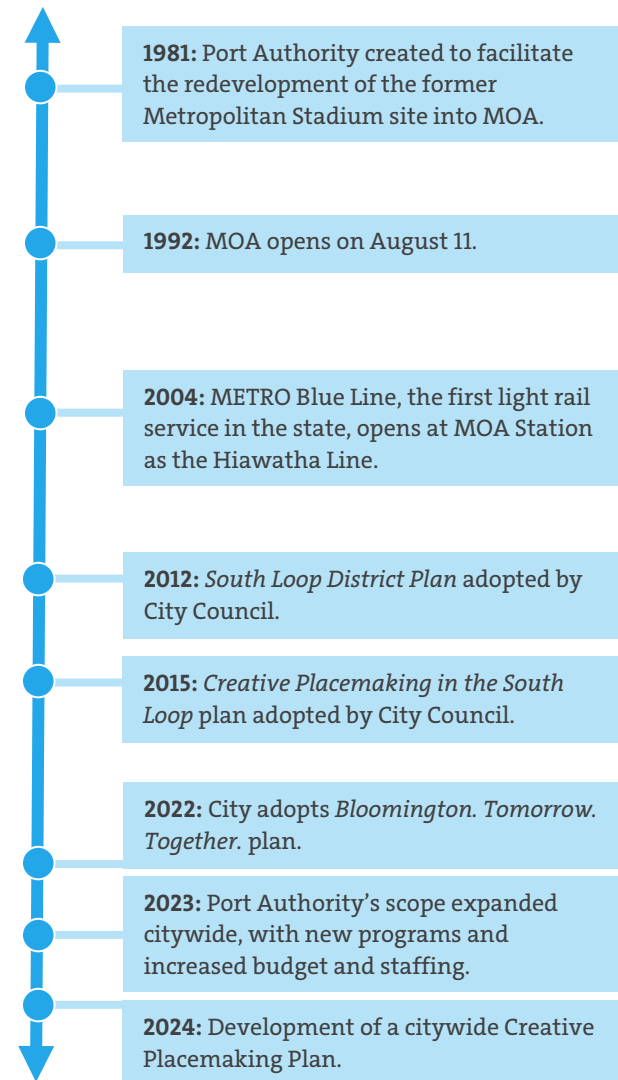 1981: Port Authority created to facilitate
the redevelopment of the former
Metropolitan Stadium site into MOA.
1992: MOA opens on August 11.
2004: METRO Blue Line, the first light rail
service in the state, opens at MOA Station
as the Hiawatha Line.
2012: South Loop District Plan adopted by
City Council.
2015: Creative Placemaking in the South
Loop plan adopted by City Council.
2022: City adopts Bloomington. Tomorrow.
Together. plan.
2023: Port Authority’s scope expanded
citywide, with new programs and
increased budget and staffing.
2024: Development of a citywide Creative
Placemaking Plan.